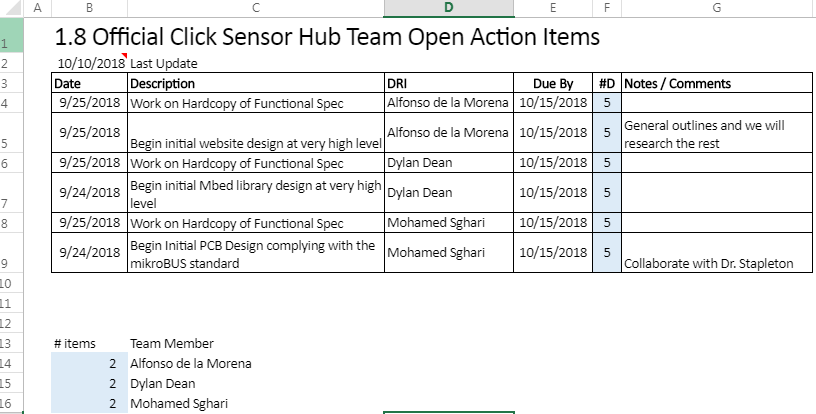 A B C D E F G
1 1.8 Official Click Sensor Hub Team Open Action Items
2 10/10/2018 Last Update
3 Date Description DRI Due By #D Notes / Comments
4 9/25/2018 Work on Hardcopy of Functional Spec Alfonso de la Morena 10/15/2018 5
5 9/25/2018 Begin initial website design at very high level Alfonso de la Morena 10/15/2018 5 General outlines and we will
research the rest
6 9/25/2018 Work on Hardcopy of Functional Spec Dylan Dean 10/15/2018 5
7 9/24/2018 Begin initial Mbed library design at very high
level Dylan Dean 10/15/2018 5
8 9/25/2018 Work on Hardcopy of Functional Spec Mohamed Sghari 10/15/2018 5
9 9/24/2018 Begin Initial PCB Design complying with the
mikroBUS standard Mohamed Sghari 10/15/2018 5 Collaborate with Dr. Stapleton
10
11
12
13 # items Team Member
14 2 Alfonso de la Morena
15 2 Dylan Dean
16 2 Mohamed Sghari